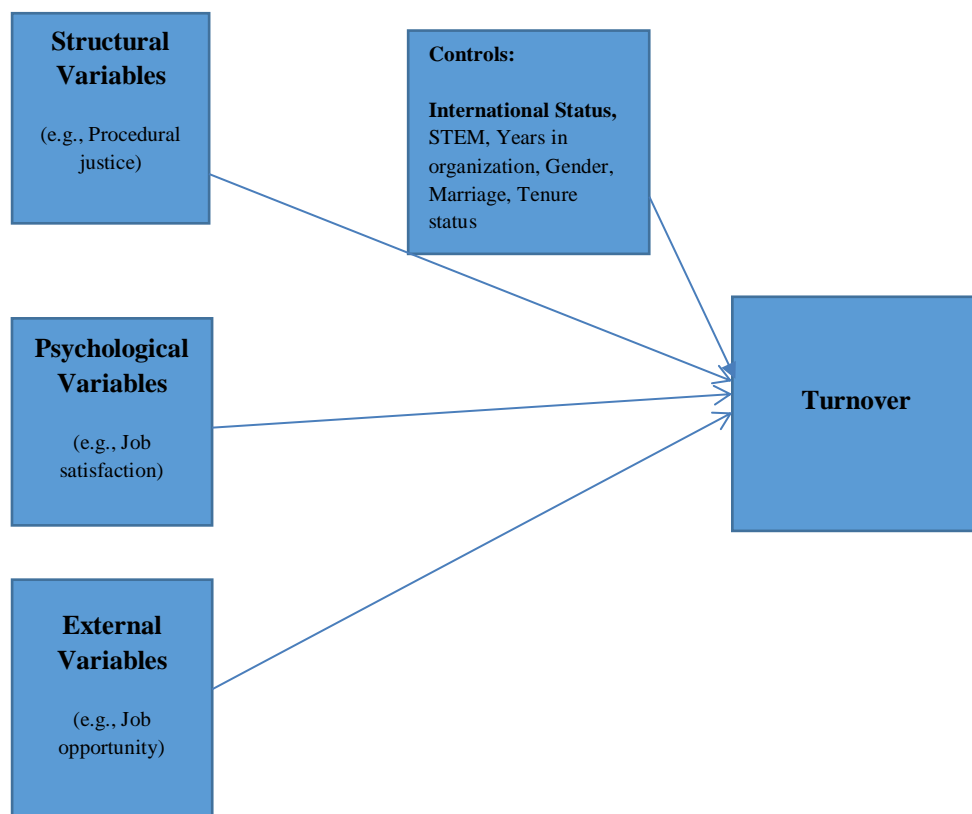 Structural
Variables
(e.g., Procedural
justice)
Controls:
International Status,
STEM, Years in
organization, Gender,
Marriage, Tenure
status
Psychological
Variables
(e.g., Job
satisfaction)
Turnover
External
Variables
(e.g., Job
opportunity)